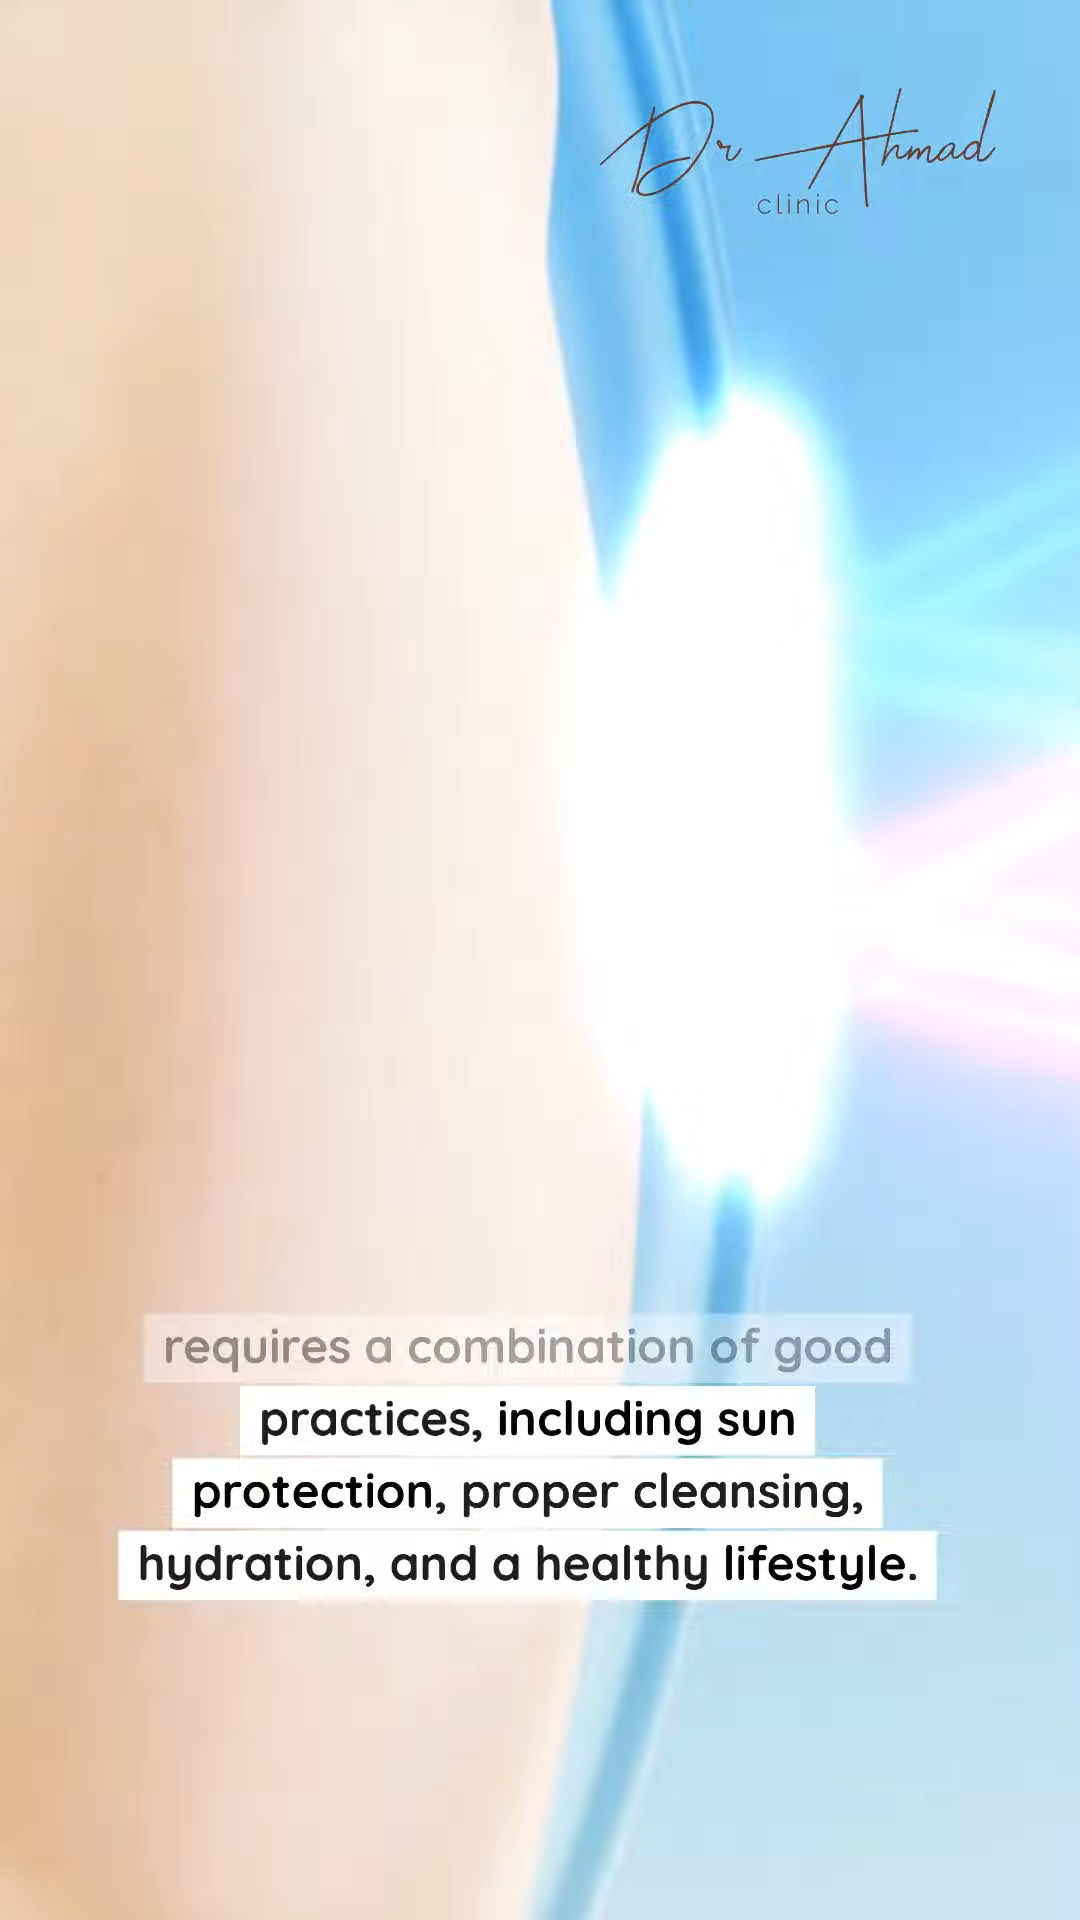 Dr Ahmad
clinic
requires a combination of good
practices, including sun
protection, proper cleansing,
hydration, and a healthy lifestyle.